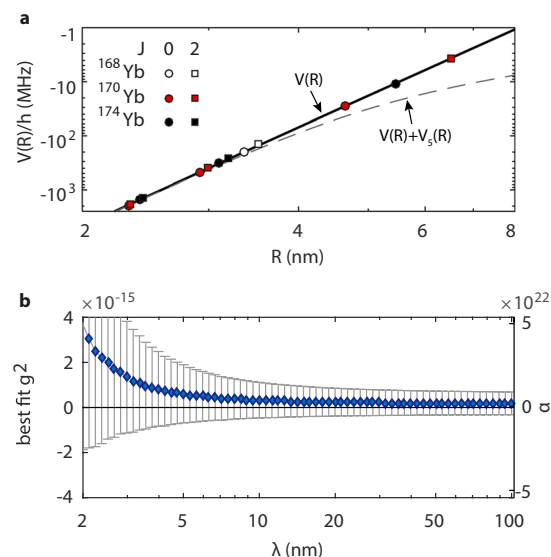 a
-1
-10
-10²
-10³
V(R)/h (MHz)
J 0 2
¹⁶⁸Yb
¹⁷⁰Yb
¹⁷⁴Yb
V(R)
V(R)+V₅(R)
2 4 6 8
R (nm)
b
×10⁻¹⁵ ×10²²
4
2
0
-2
-4
best fit g2
5
0
-5
α
2 5 10 20 50 100
λ (nm)